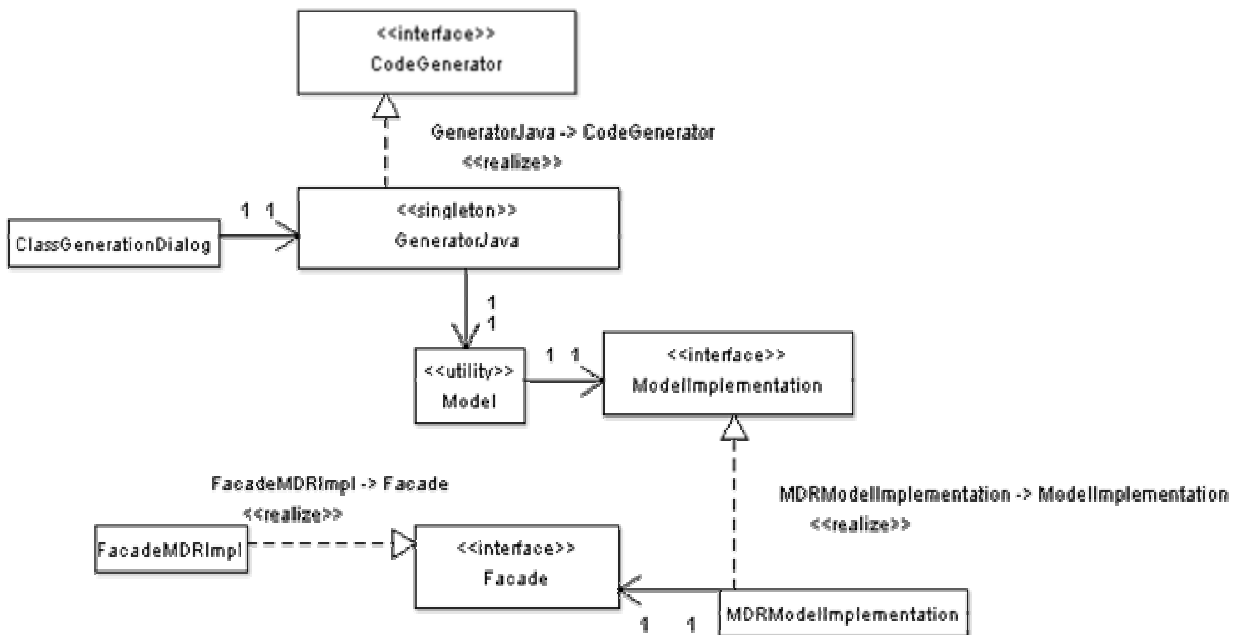 <<interface>>
CodeGenerator
GeneratorJava -> CodeGenerator
<<realize>>
1 1
<<singleton>>
GeneratorJava
ClassGenerationDialog
1
1
<<utility>>
Model
1 1
<<interface>>
ModelImplementation
FacadeMDRImpl -> Facade
<<realize>>
MDRModelImplementation -> ModelImplementation
<<realize>>
FacadeMDRImpl
<<interface>>
Facade
MDRModelImplementation
1 1